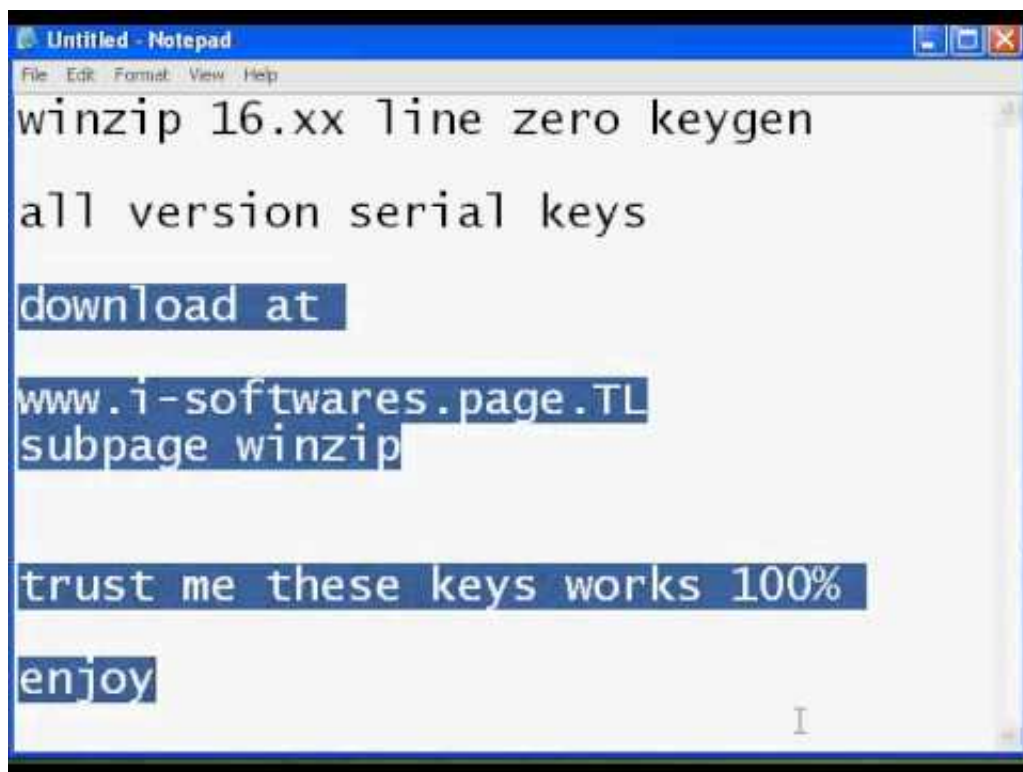 Untitled - Notepad
File Edit Format View Help
winzip 16.xx line zero keygen
all version serial keys
download at
www.i-softwares.page.TL
subpage winzip
trust me these keys works 100%
enjoy